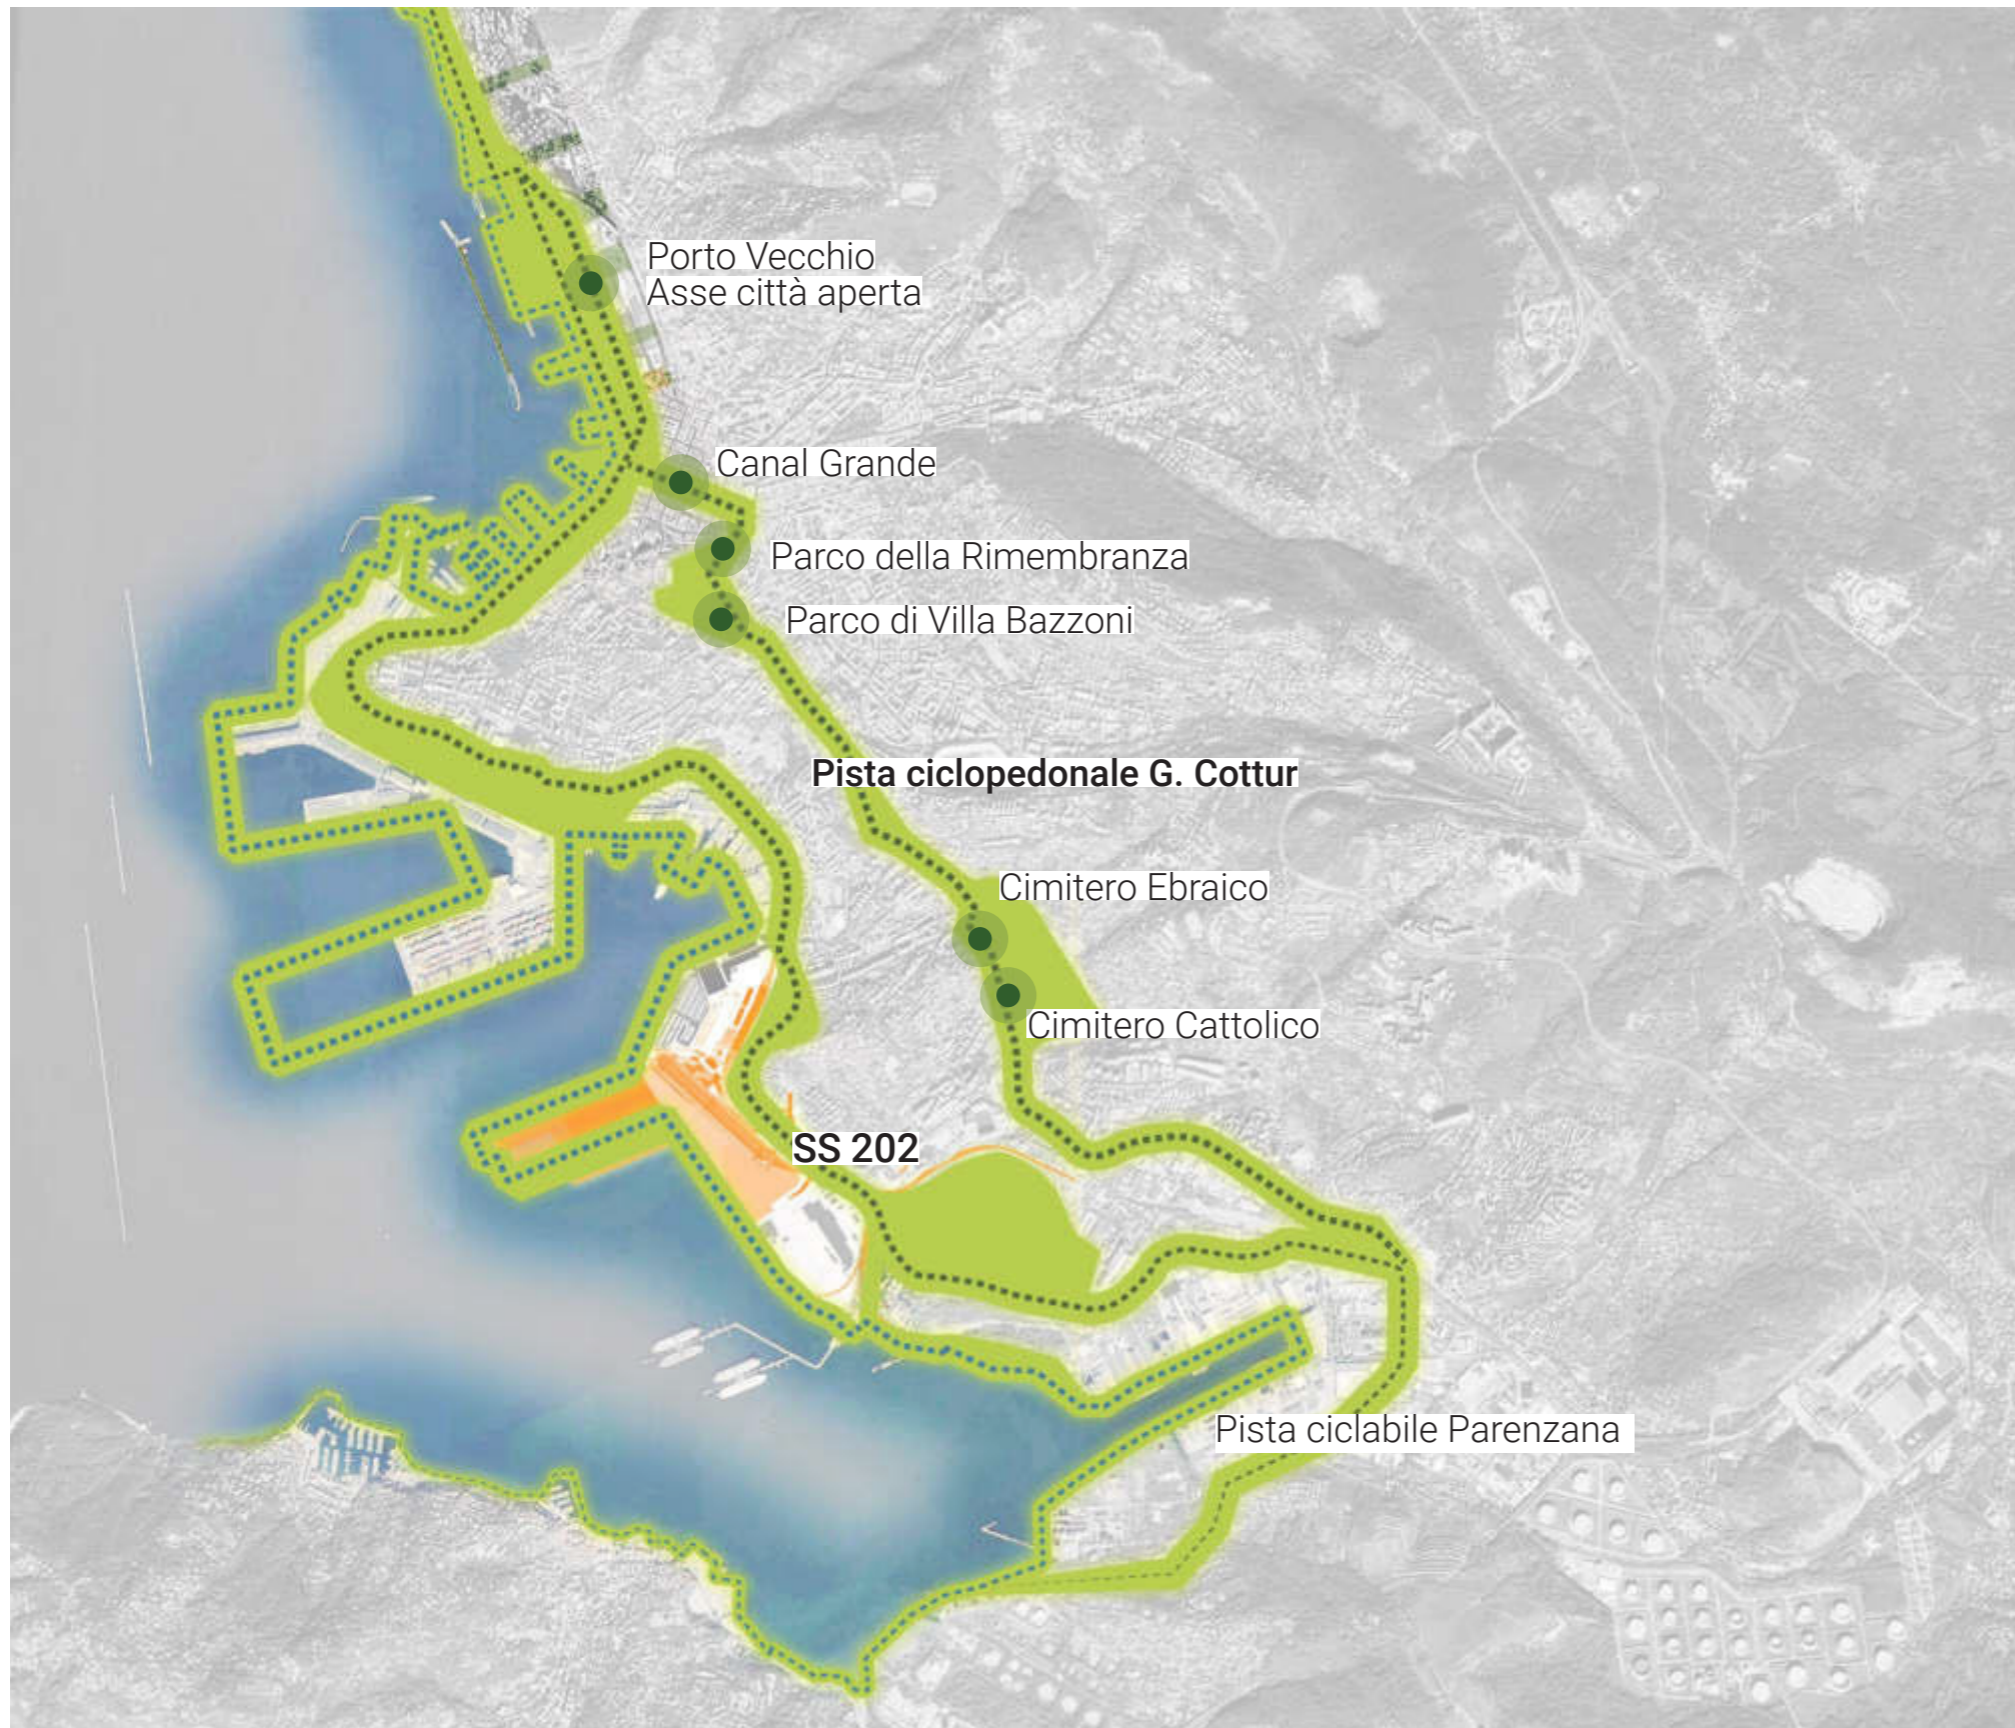 Porto Vecchio
Asse città aperta
Canal Grande
Parco della Rimembranza
Parco di Villa Bazzoni
Pista ciclopedonale G. Cottur
Cimitero Ebraico
Cimitero Cattolico
SS 202
Pista ciclabile Parenzana